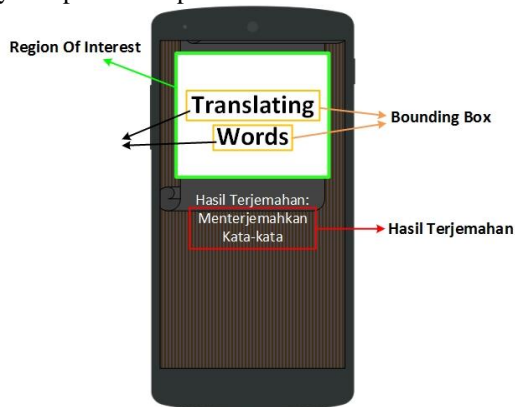 Region Of Interest
Translating
Words
Bounding Box
Hasil Terjemahan:
Menterjemahkan
Kata-kata
Hasil Terjemahan